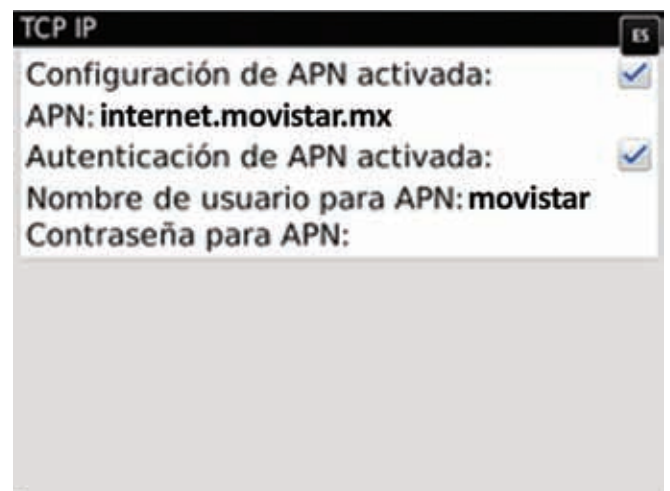 TCP IP
ES
Configuración de APN activada:
APN: internet.movistar.mx
Autenticación de APN activada:
Nombre de usuario para APN: movistar
Contraseña para APN: